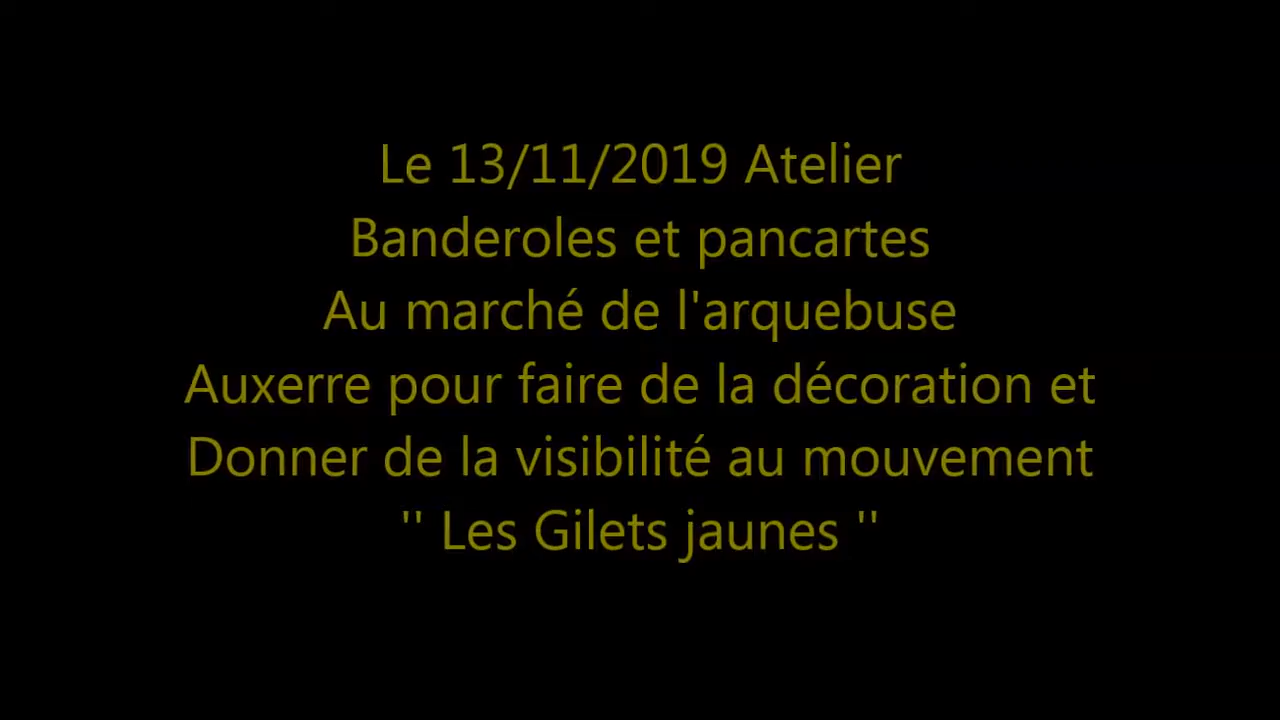 Le 13/11/2019 Atelier
Banderoles et pancartes
Au marché de l'arquebuse
Auxerre pour faire de la décoration et
Donner de la visibilité au mouvement
'' Les Gilets jaunes ''